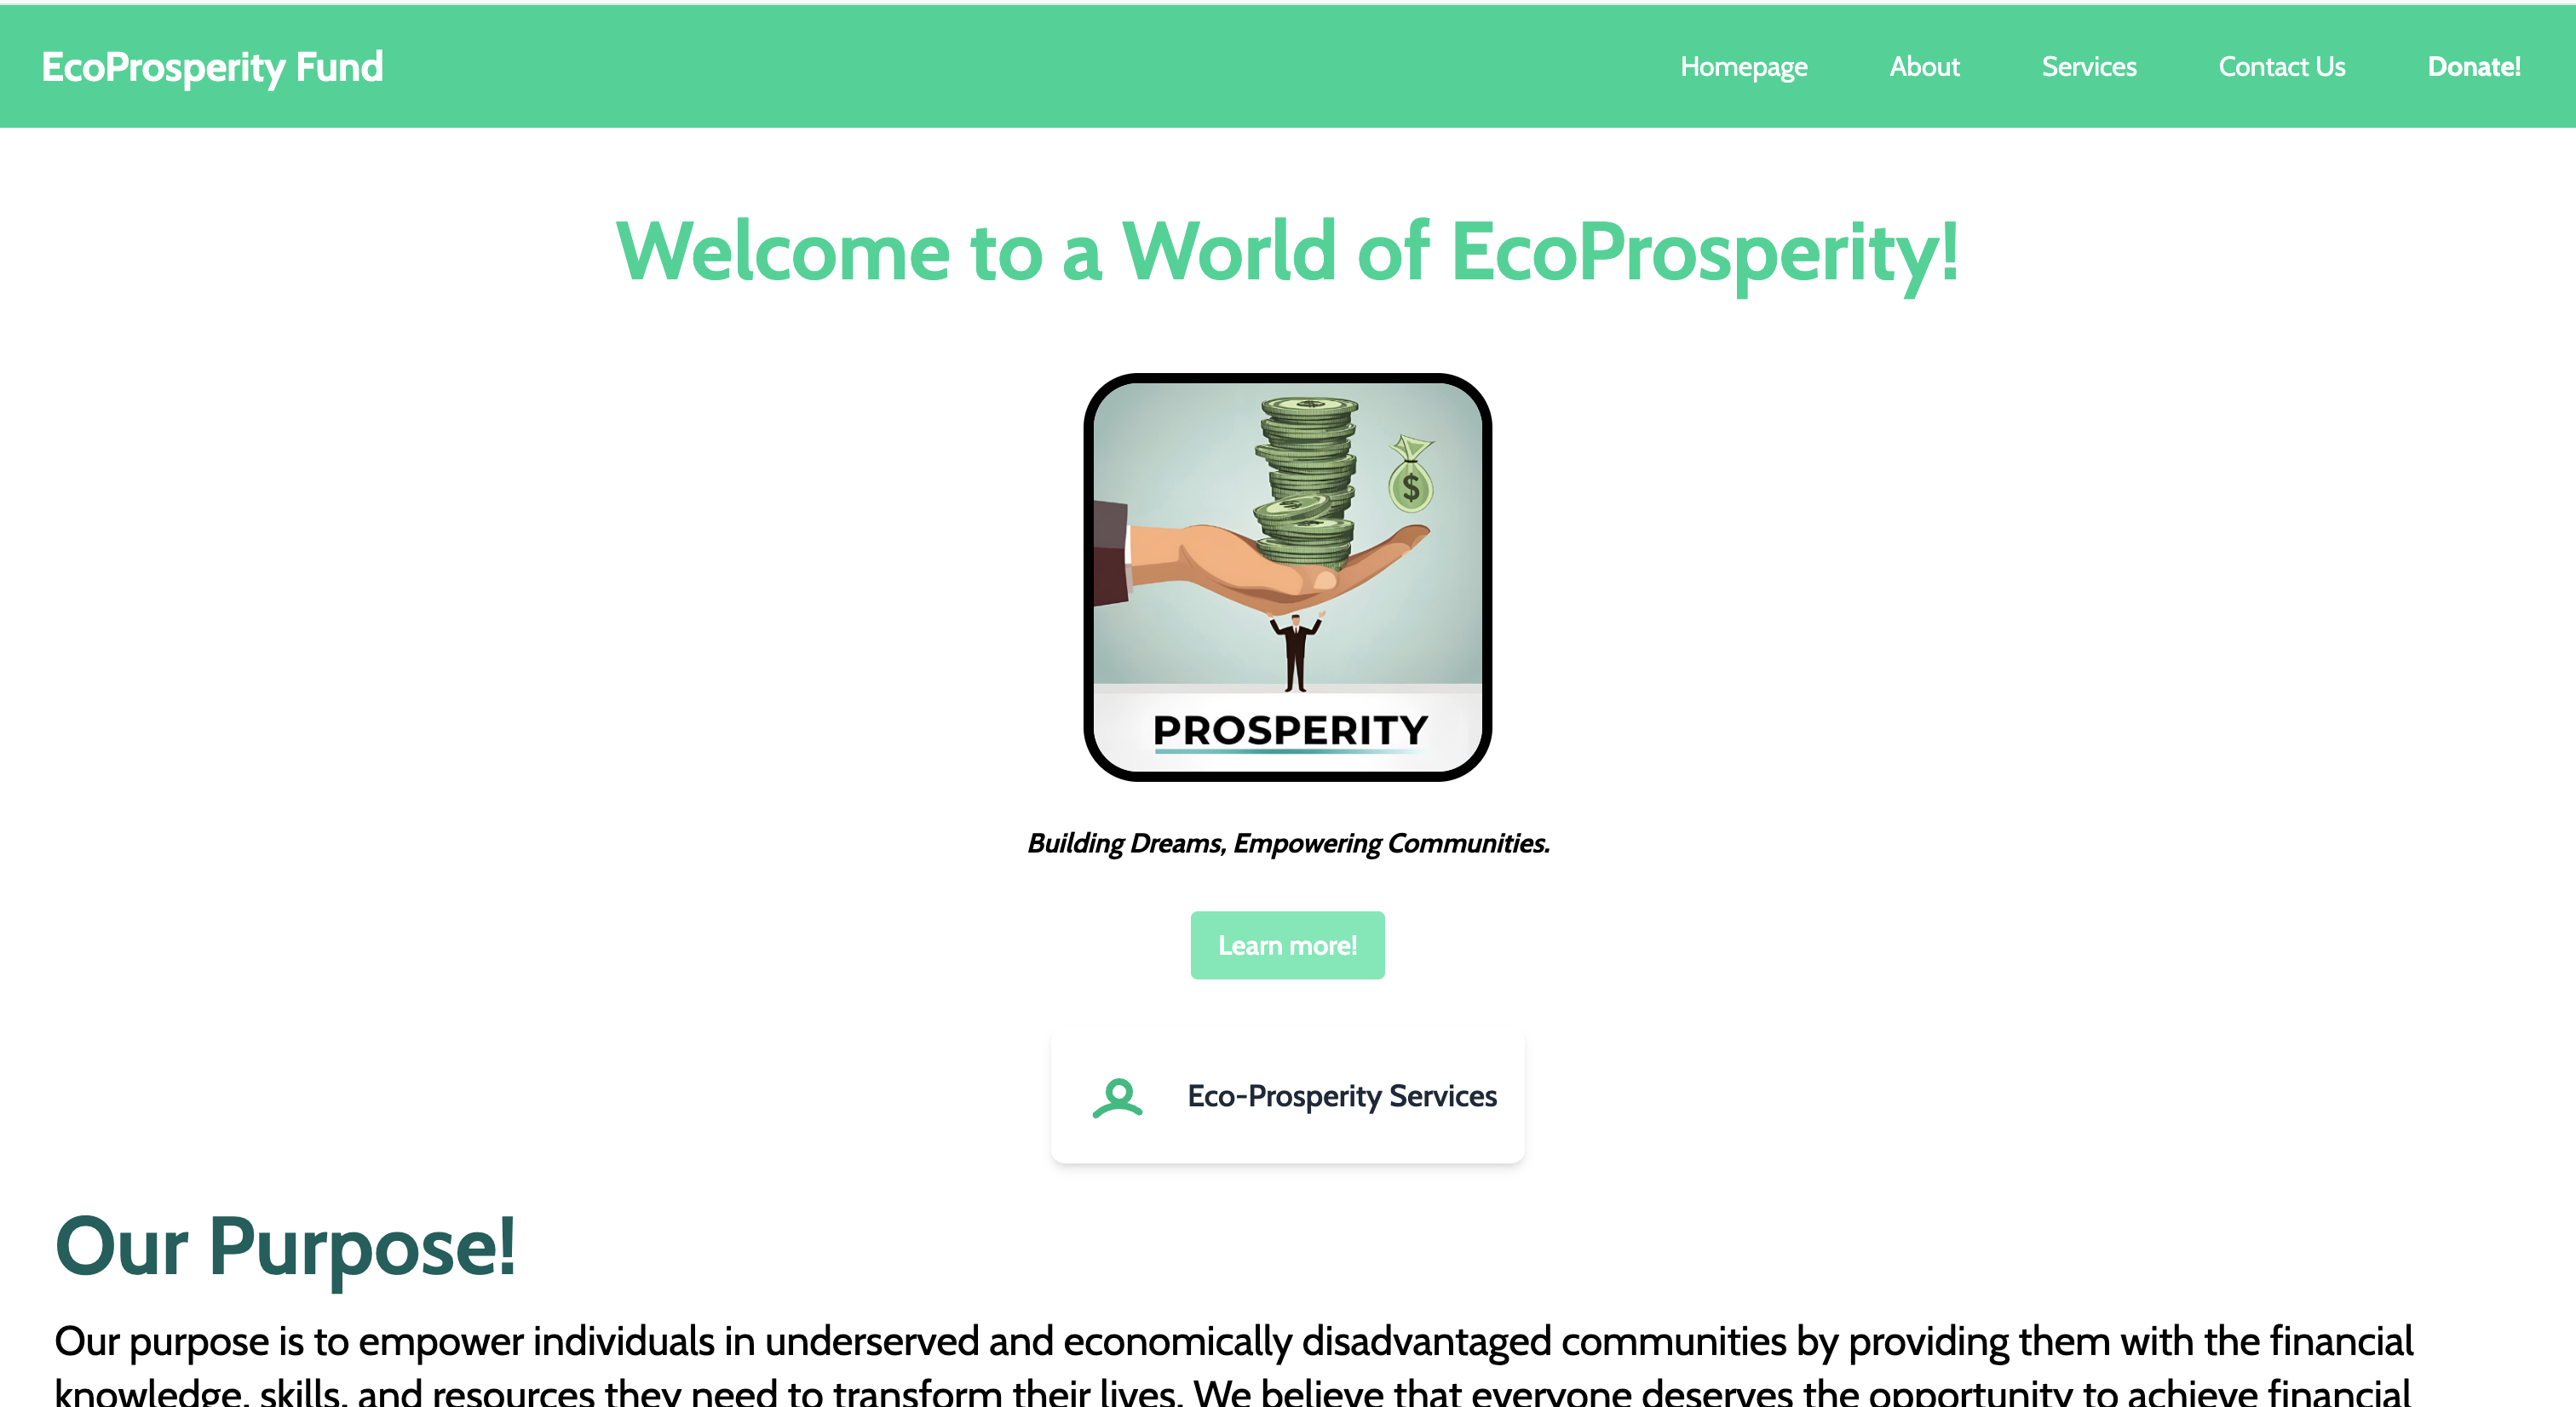 EcoProsperity Fund
Homepage
About
Services
Contact Us
Donate!
Welcome to a World of EcoProsperity!
$
PROSPERITY
Building Dreams, Empowering Communities.
Learn more!
Eco-Prosperity Services
Our Purpose!
Our purpose is to empower individuals in underserved and economically disadvantaged communities by providing them with the financial
knowledge, skills, and resources they need to transform their lives. We believe that everyone deserves the opportunity to achieve financial